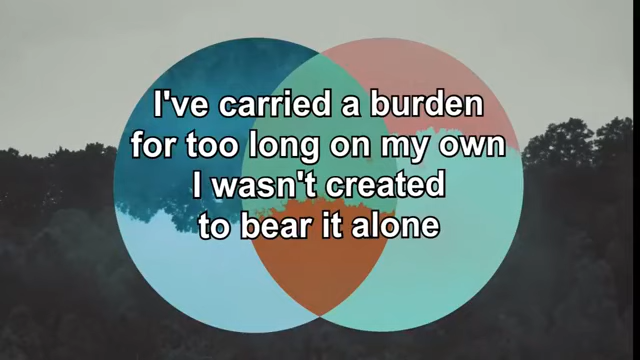 I've carried a burden
for too long on my own
I wasn't created
to bear it alone